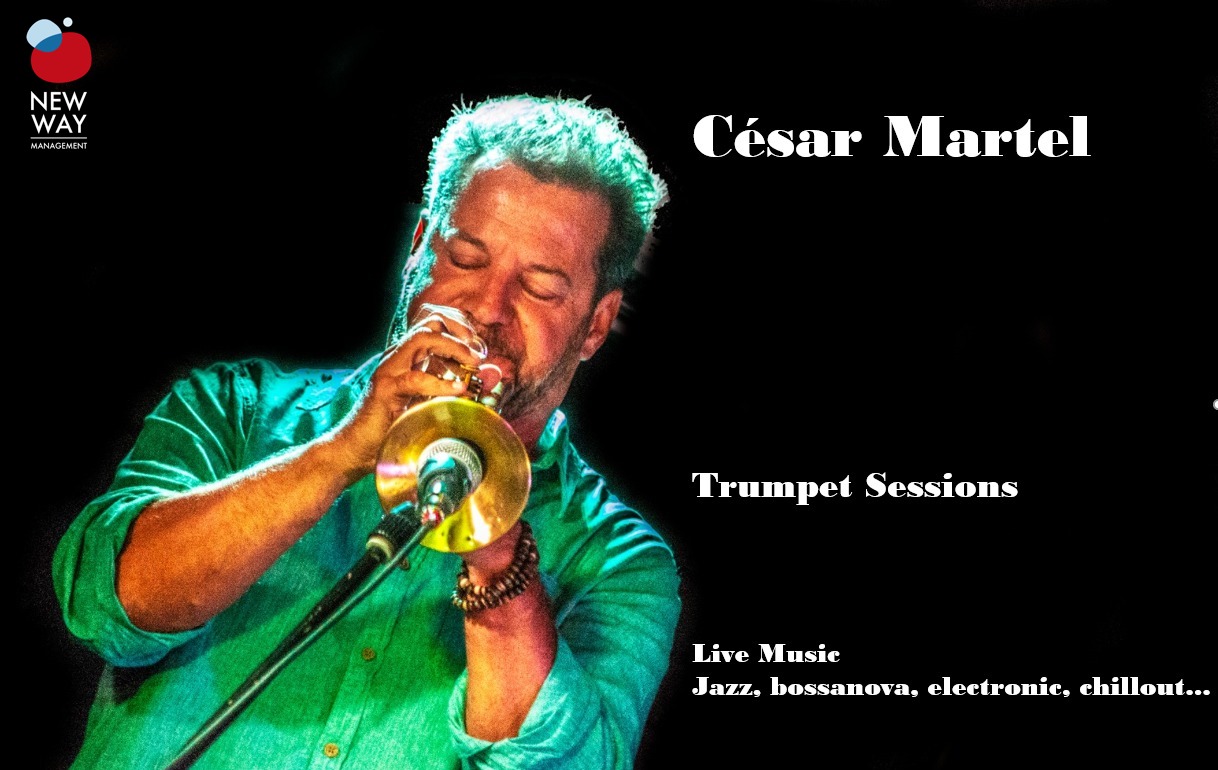 NEW
WAY
MANAGEMENT
César Martel
Trumpet Sessions
Live Music
Jazz, bossanova, electronic, chillout...